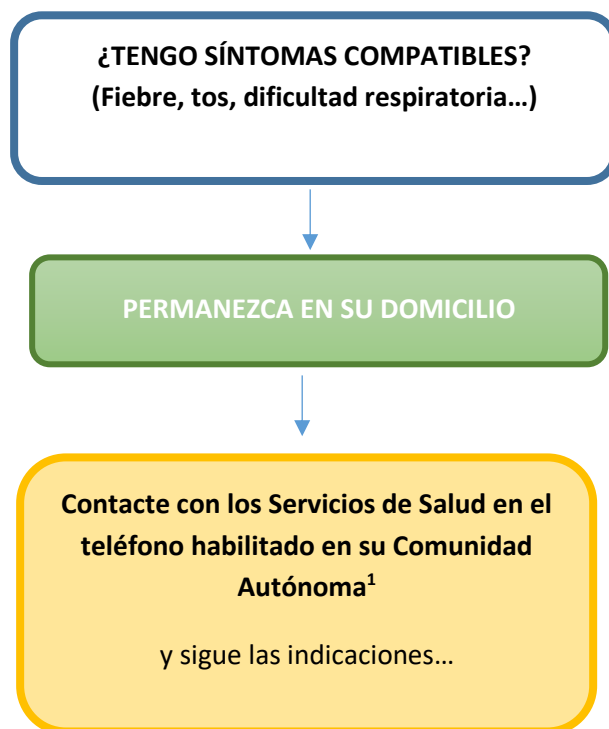 ¿TENGO SÍNTOMAS COMPATIBLES?
(Fiebre, tos, dificultad respiratoria…)
PERMANEZCA EN SU DOMICILIO
Contacte con los Servicios de Salud en el
teléfono habilitado en su Comunidad
Autónoma¹
y sigue las indicaciones…